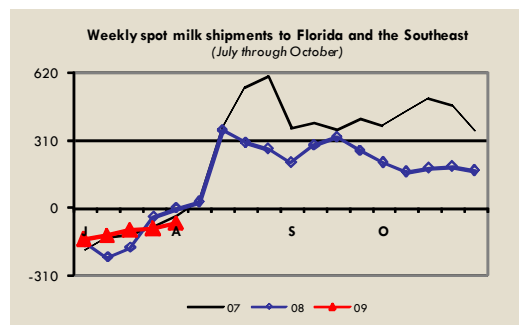 Weekly spot milk shipments to Florida and the Southeast
(July through October)
620
310
0
J A S O
-310
07 08 09